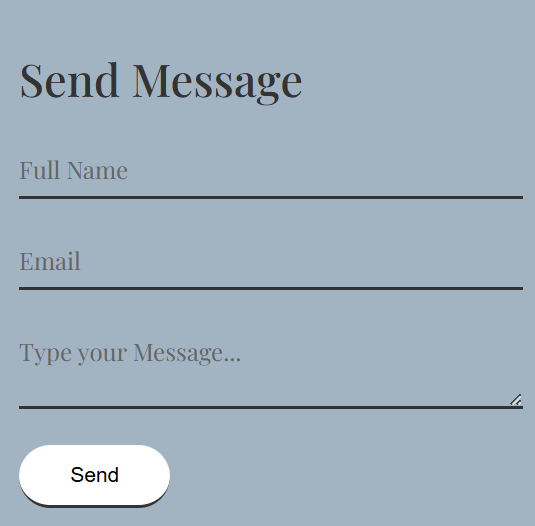 Send Message
Full Name
Email
Type your Message...
Send